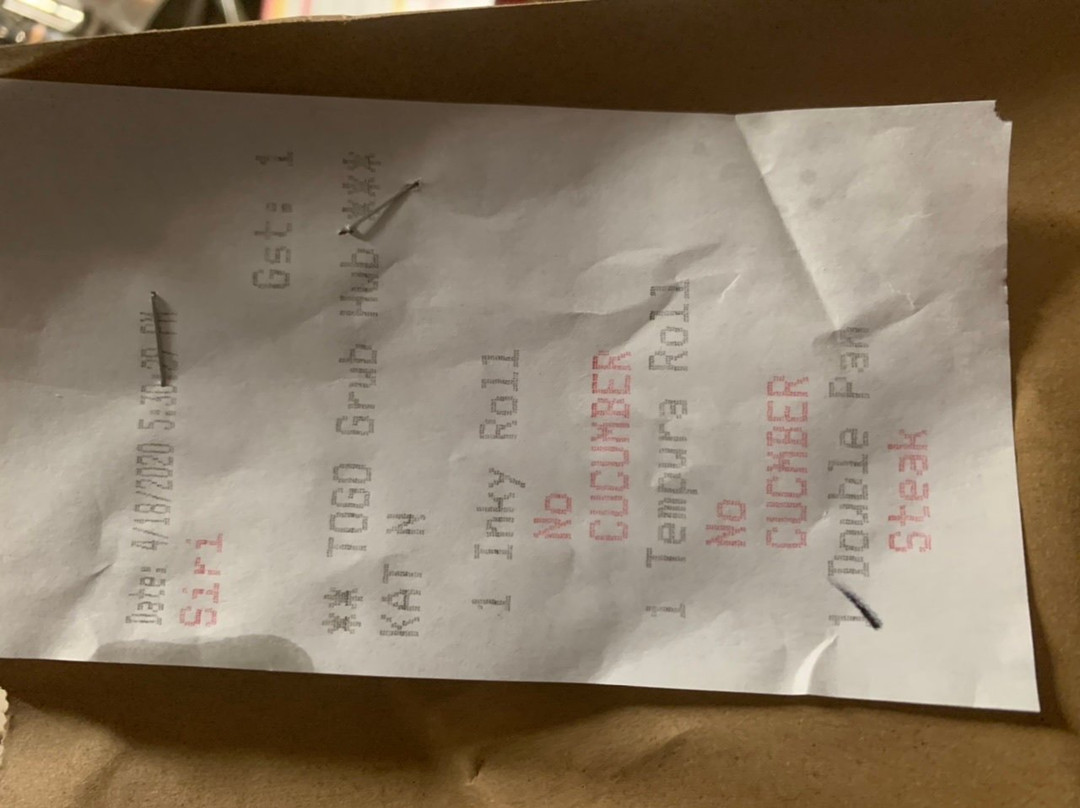 Date: 4/18/2020 5:30:27 PM
Siri
Gst: 1
** TOGO Grub Hub ***
KAT N
1 Inky Roll
No
CUCUMBER
1 Tempura Roll
No
CUCMBER
1 Double Pan
Steak